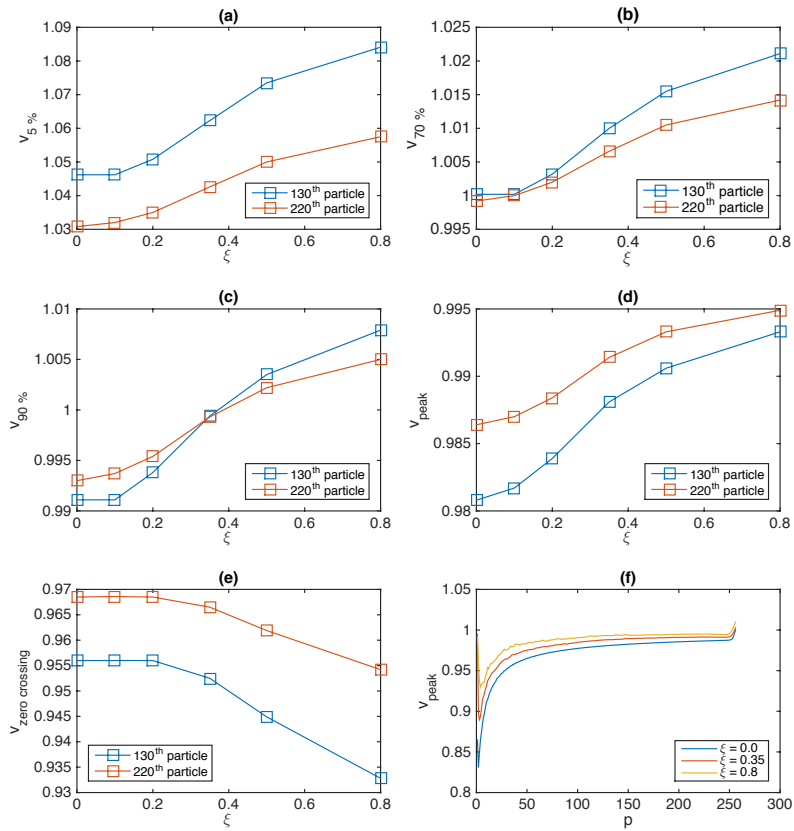 (a)
1.09
1.08
1.07
1.06
1.05
1.04
1.03
v5 %
0
0.2
0.4
0.6
0.8
ξ
130th particle
220th particle
(b)
1.025
1.02
1.015
1.01
1.005
1
0.995
v70 %
0
0.2
0.4
0.6
0.8
ξ
130th particle
220th particle
(c)
1.01
1.005
1
0.995
0.99
v90 %
0
0.2
0.4
0.6
0.8
ξ
130th particle
220th particle
(d)
0.995
0.99
0.985
0.98
vpeak
0
0.2
0.4
0.6
0.8
ξ
130th particle
220th particle
(e)
0.97
0.965
0.96
0.955
0.95
0.945
0.94
0.935
0.93
vzero crossing
0
0.2
0.4
0.6
0.8
ξ
130th particle
220th particle
(f)
1.05
1
0.95
0.9
0.85
0.8
vpeak
0
50
100
150
200
250
300
p
ξ = 0.0
ξ = 0.35
ξ = 0.8